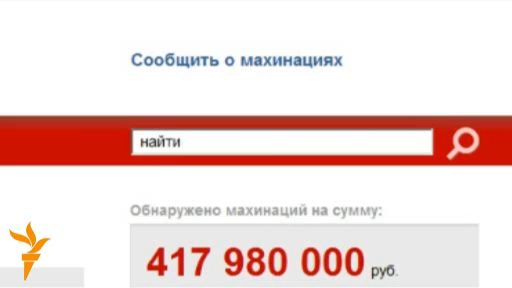 Сообщить о махинациях
найти
Обнаружено махинаций на сумму:
417 980 000 руб.